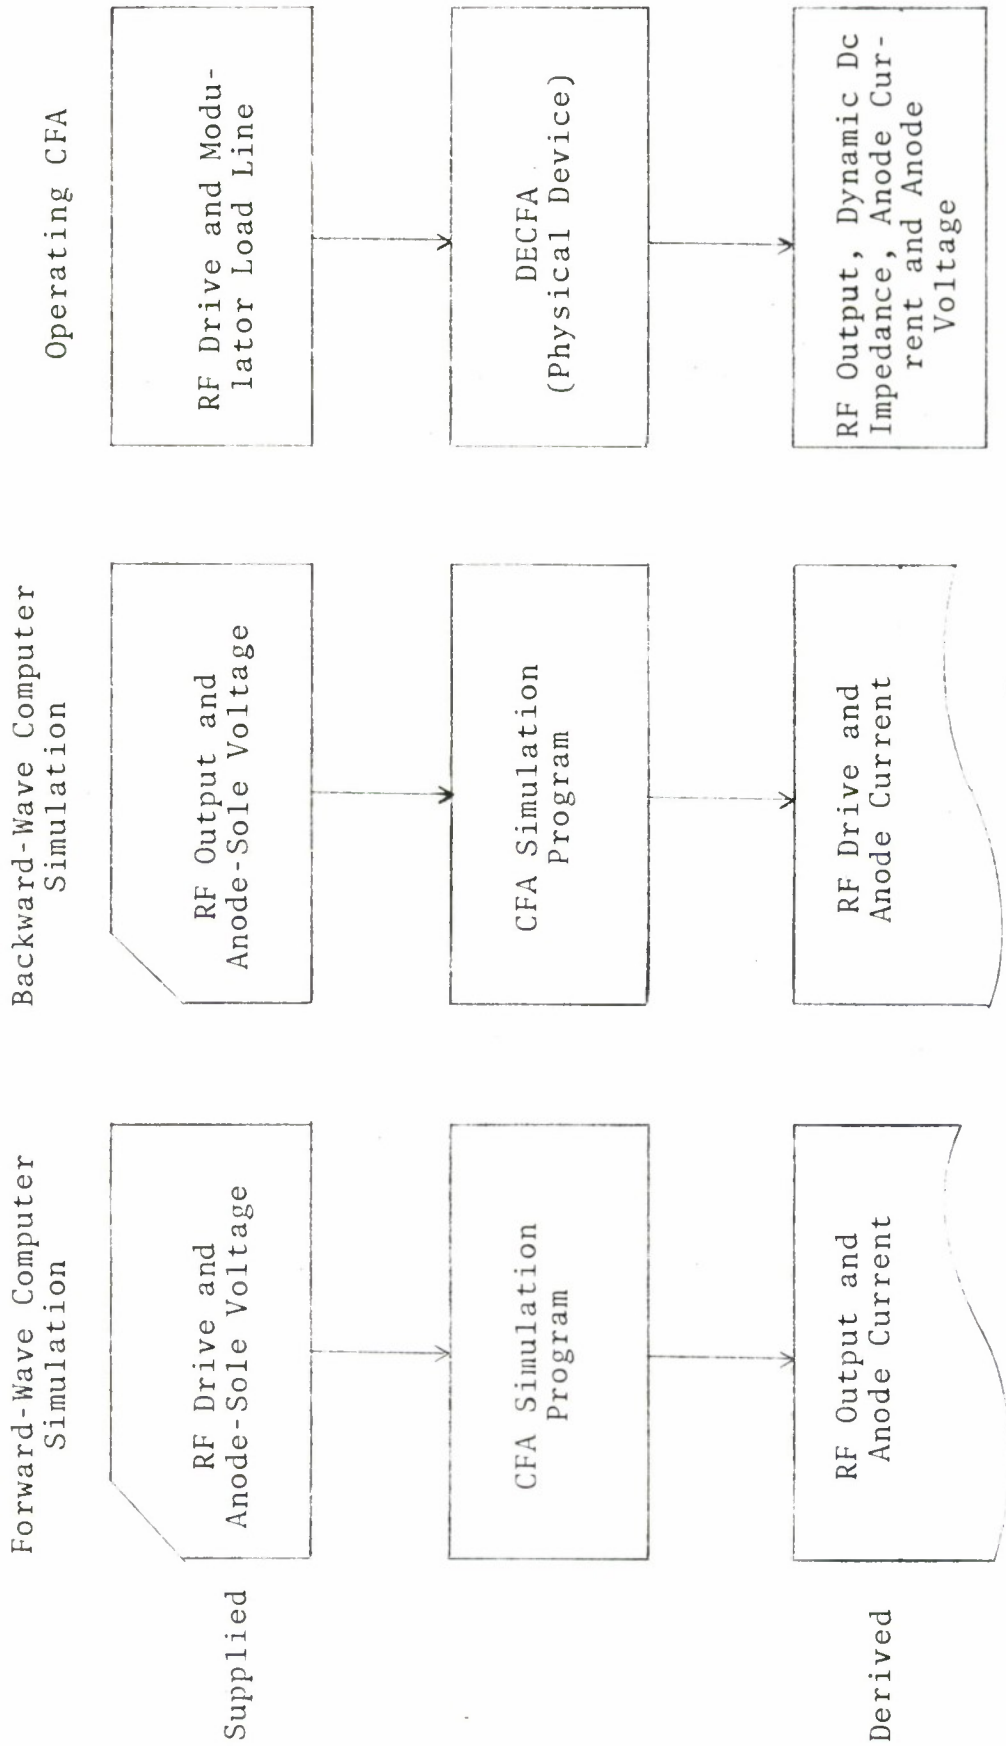 Forward-Wave Computer
Simulation
Backward-Wave Computer
Simulation
Operating CFA
Supplied
RF Drive and
Anode-Sole Voltage
RF Output and
Anode-Sole Voltage
RF Drive and Modu-
lator Load Line
CFA Simulation
Program
CFA Simulation
Program
DECFA
(Physical Device)
Derived
RF Output and
Anode Current
RF Drive and
Anode Current
RF Output, Dynamic Dc
Impedance, Anode Cur-
rent and Anode
Voltage